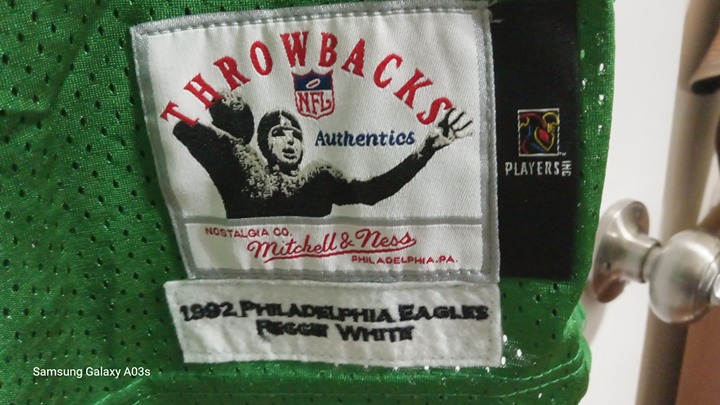 THROWBACKS
NFL
Authentics
PLAYERS INC
NOSTALGIA CO.
Mitchell & Ness
PHILADELPHIA.PA.
1992 PHILADELPHIA EAGLES
REGGIE WHITE
Samsung Galaxy A03s